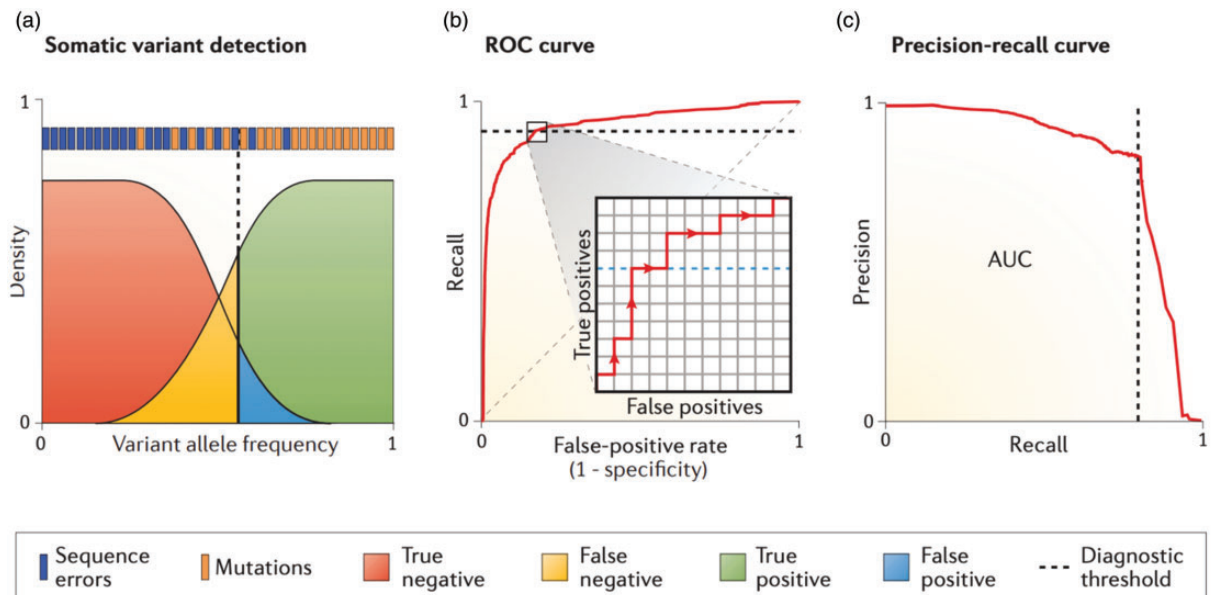 (a)
Somatic variant detection
1
Density
0
0
Variant allele frequency
1
(b)
ROC curve
1
Recall
0
0
False-positive rate
(1 - specificity)
1
True positives
False positives
(c)
Precision-recall curve
1
Precision
AUC
0
0
Recall
1
Sequence
errors
Mutations
True
negative
False
negative
True
positive
False
positive
Diagnostic
threshold